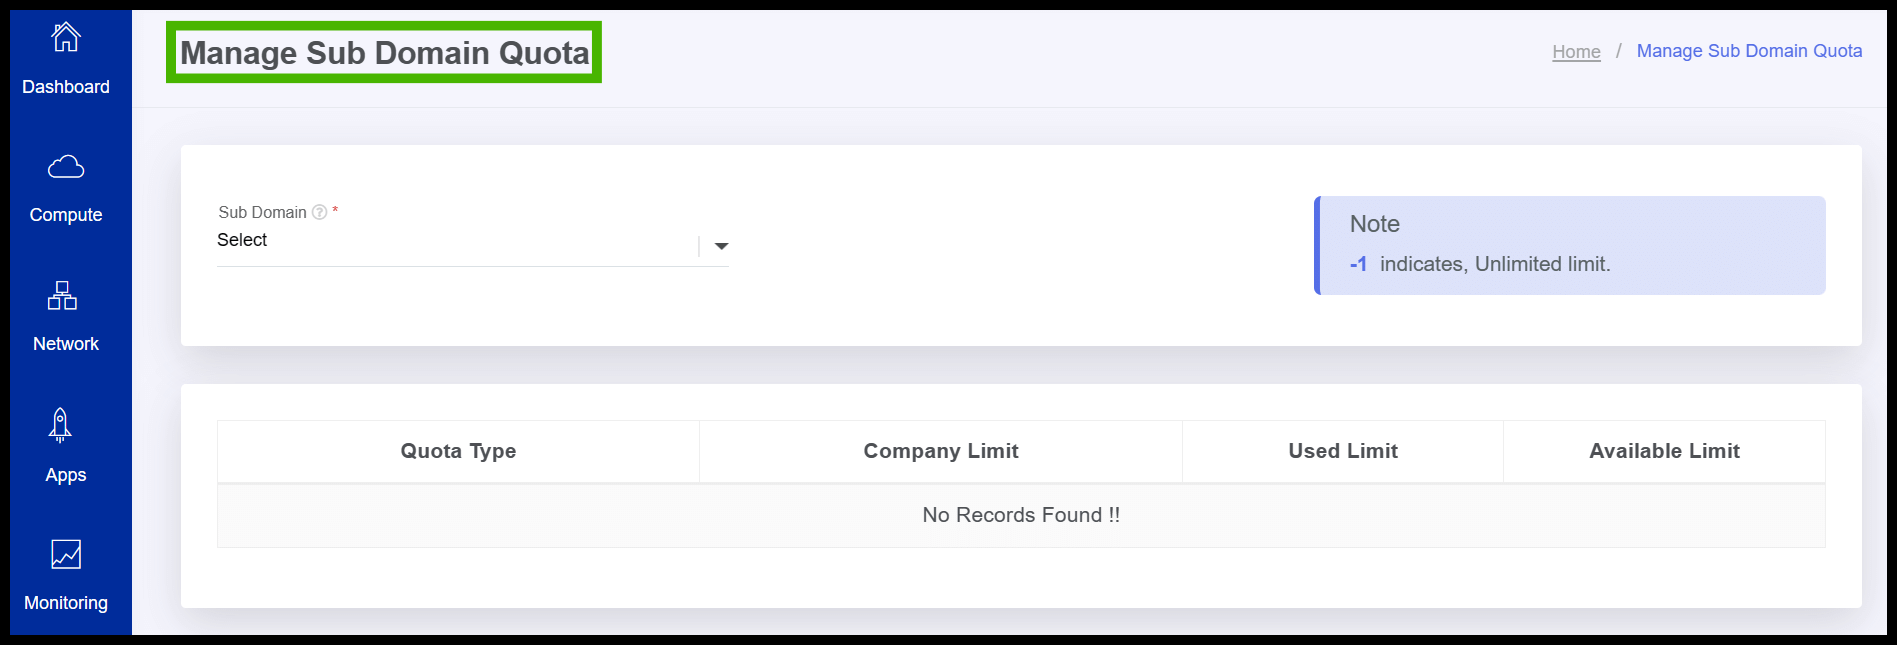 Dashboard
Compute
Network
Apps
Monitoring
Manage Sub Domain Quota
Home / Manage Sub Domain Quota
Sub Domain ? *
Select
Note
-1 indicates, Unlimited limit.
Quota Type Company Limit Used Limit Available Limit
No Records Found !!